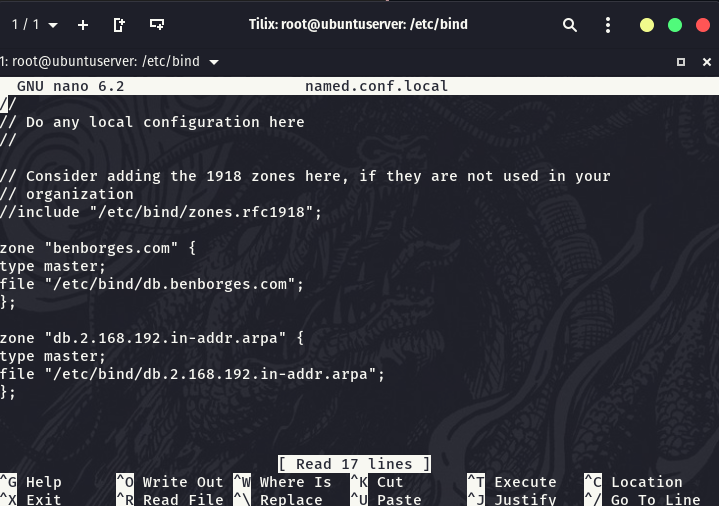 1 / 1
Tilix: root@ubuntuserver: /etc/bind
1: root@ubuntuserver: /etc/bind
GNU nano 6.2 named.conf.local
//
// Do any local configuration here
//
// Consider adding the 1918 zones here, if they are not used in your
// organization
//include "/etc/bind/zones.rfc1918";
zone "benborges.com" {
type master;
file "/etc/bind/db.benborges.com";
};
zone "db.2.168.192.in-addr.arpa" {
type master;
file "/etc/bind/db.2.168.192.in-addr.arpa";
};
[ Read 17 lines ]
^G Help ^O Write Out ^W Where Is ^K Cut ^T Execute ^C Location
^X Exit ^R Read File ^\ Replace ^U Paste ^J Justify ^/ Go To Line